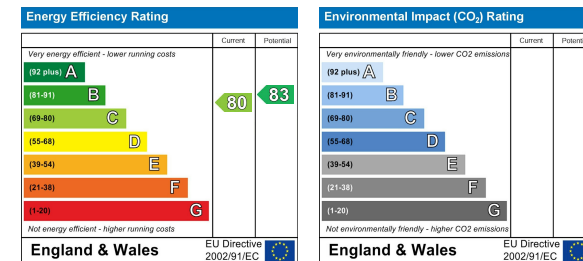 Energy Efficiency Rating
Current Potential
Very energy efficient - lower running costs
(92 plus) A
(81-91) B
(69-80) C
(55-68) D
(39-54) E
(21-38) F
(1-20) G
80
83
Not energy efficient - higher running costs
England & Wales
EU Directive
2002/91/EC
Environmental Impact (CO₂) Rating
Current Potenti
Very environmentally friendly - lower CO2 emissions
(92 plus) A
(81-91) B
(69-80) C
(55-68) D
(39-54) E
(21-38) F
(1-20) G
Not environmentally friendly - higher CO2 emissions
England & Wales
EU Directive
2002/91/EC